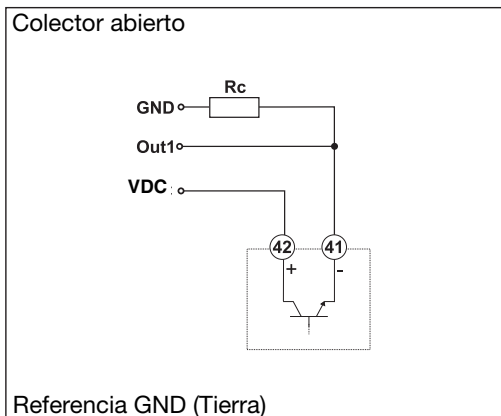 Colector abierto
Rc
GND
Out1
VDC :
42 41
+ -
Referencia GND (Tierra)